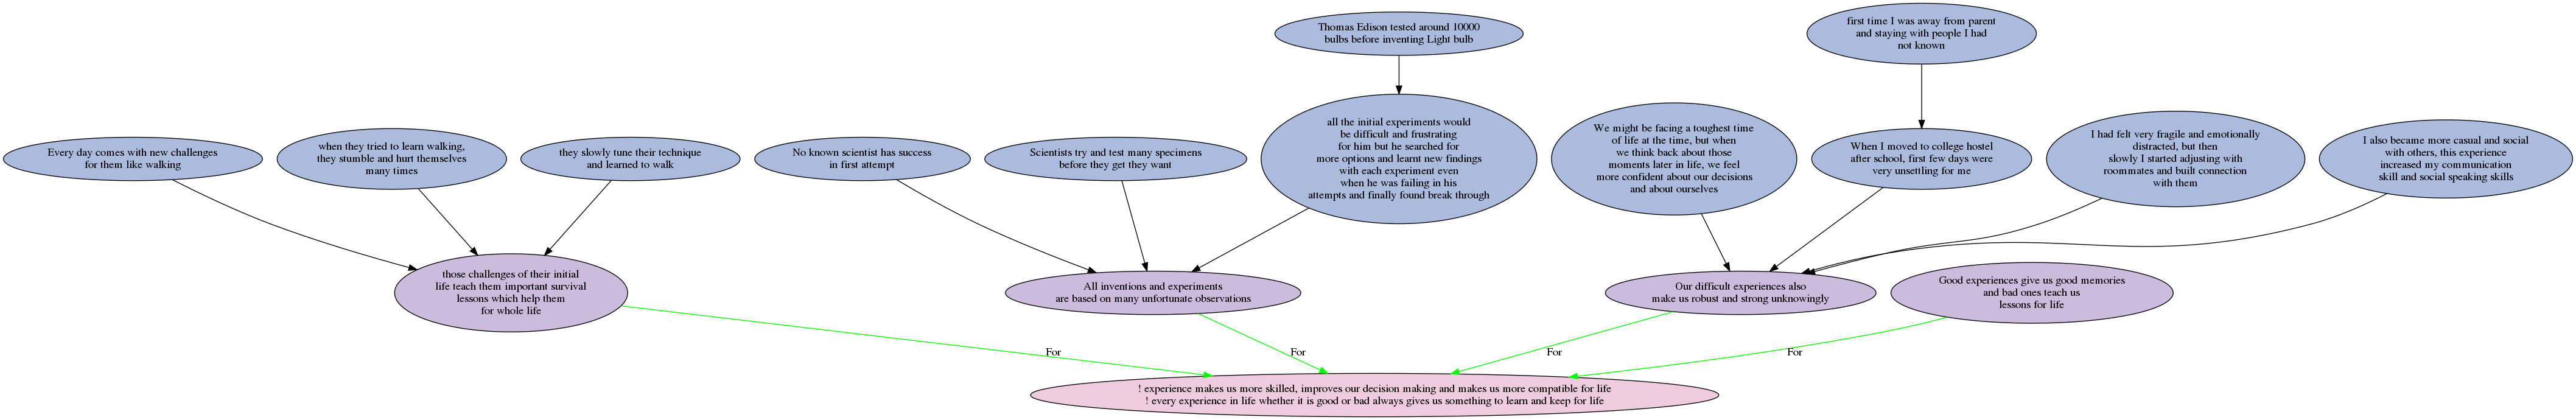 Thomas Edison tested around 10000
bulbs before inventing Light bulb
first time I was away from parent
and staying with people I had
not known
Every day comes with new challenges
for them like walking
when they tried to learn walking,
they stumble and hurt themselves
many times
they slowly tune their technique
and learned to walk
No known scientist has success
in first attempt
Scientists try and test many specimens
before they get they want
all the initial experiments would
be difficult and frustrating
for him but he searched for
more options and learnt new findings
with each experiment even
when he was failing in his
attempts and finally found break through
We might be facing a toughest time
of life at the time, but when
we think back about those
moments later in life, we feel
more confident about our decisions
and about ourselves
When I moved to college hostel
after school, first few days were
very unsettling for me
I had felt very fragile and emotionally
distracted, but then
slowly I started adjusting with
roommates and built connection
with them
I also became more casual and social
with others, this experience
increased my communication
skill and social speaking skills
those challenges of their initial
life teach them important survival
lessons which help them
for whole life
All inventions and experiments
are based on many unfortunate observations
Our difficult experiences also
make us robust and strong unknowingly
Good experiences give us good memories
and bad ones teach us
lessons for life
For
For
For
For
! experience makes us more skilled, improves our decision making and makes us more compatible for life
! every experience in life whether it is good or bad always gives us something to learn and keep for life